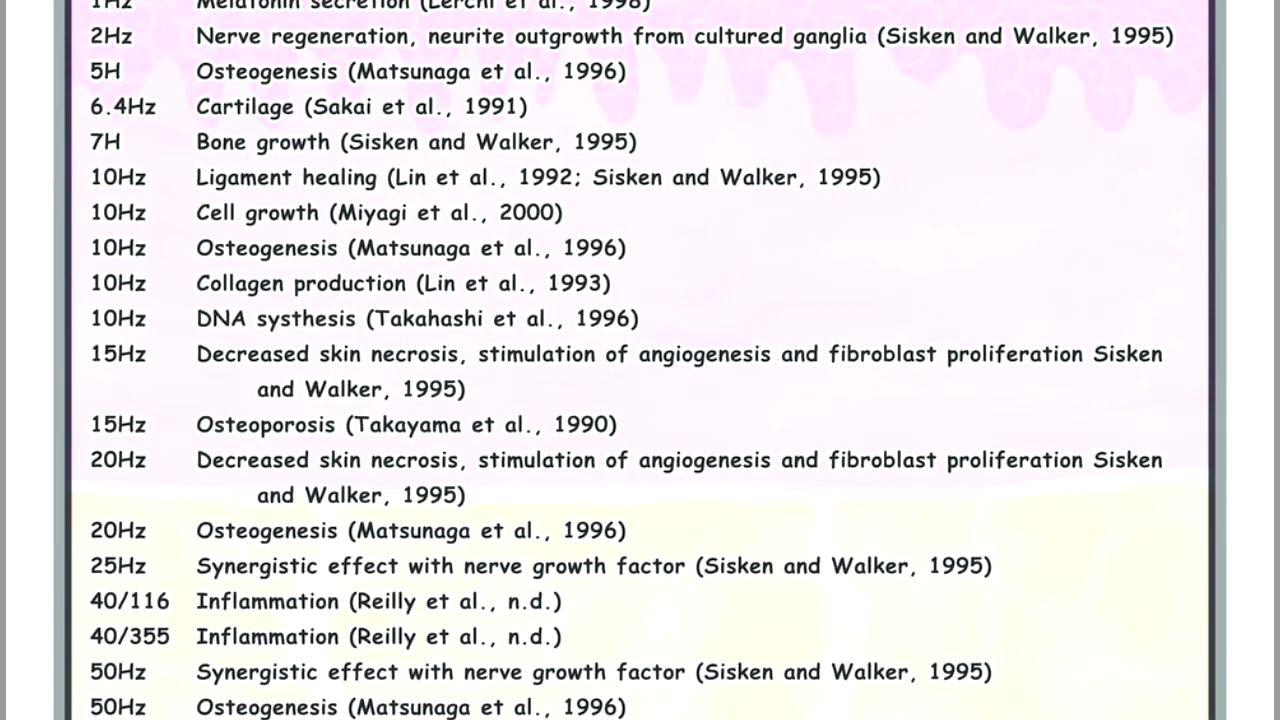 1Hz Melatonin secretion (Lerchl et al., 1998)
2Hz Nerve regeneration, neurite outgrowth from cultured ganglia (Sisken and Walker, 1995)
5H Osteogenesis (Matsunaga et al., 1996)
6.4Hz Cartilage (Sakai et al., 1991)
7H Bone growth (Sisken and Walker, 1995)
10Hz Ligament healing (Lin et al., 1992; Sisken and Walker, 1995)
10Hz Cell growth (Miyagi et al., 2000)
10Hz Osteogenesis (Matsunaga et al., 1996)
10Hz Collagen production (Lin et al., 1993)
10Hz DNA systhesis (Takahashi et al., 1996)
15Hz Decreased skin necrosis, stimulation of angiogenesis and fibroblast proliferation Sisken
and Walker, 1995)
15Hz Osteoporosis (Takayama et al., 1990)
20Hz Decreased skin necrosis, stimulation of angiogenesis and fibroblast proliferation Sisken
and Walker, 1995)
20Hz Osteogenesis (Matsunaga et al., 1996)
25Hz Synergistic effect with nerve growth factor (Sisken and Walker, 1995)
40/116 Inflammation (Reilly et al., n.d.)
40/355 Inflammation (Reilly et al., n.d.)
50Hz Synergistic effect with nerve growth factor (Sisken and Walker, 1995)
50Hz Osteogenesis (Matsunaga et al., 1996)